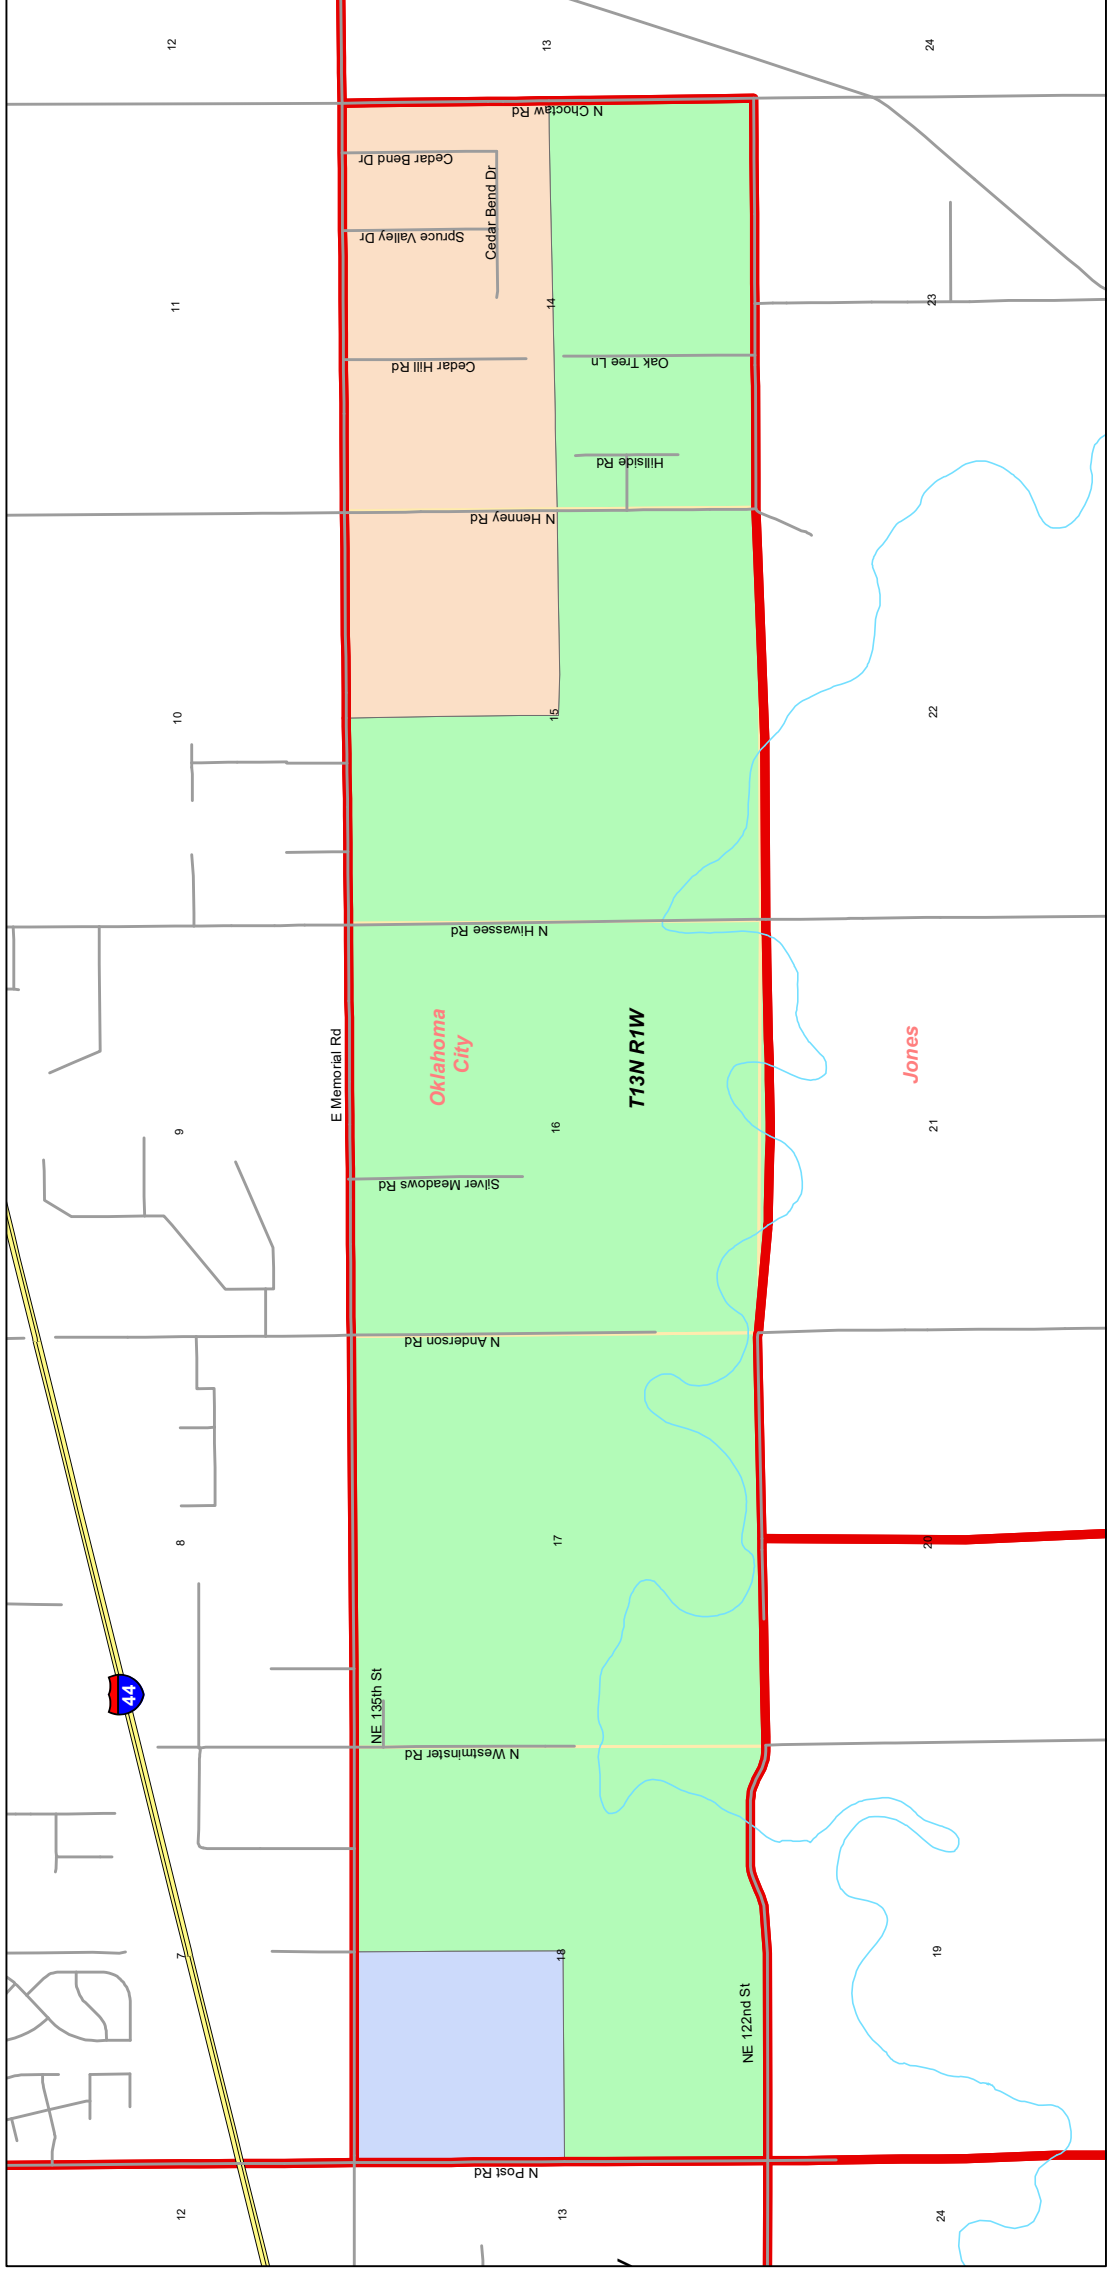 12
7
8
9
10
11
12
44
E Memorial Rd
N Post Rd
NE 135th St
N Westminster Rd
N Anderson Rd
Silver Meadows Rd
Oklahoma
City
N Hiwassee Rd
N Henney Rd
Cedar Hill Rd
Spruce Valley Dr
Cedar Bend Dr
Cedar Bend Dr
N Choctaw Rd
13
18
17
16
15
14
13
T13N R1W
Hillside Rd
Oak Tree Ln
NE 122nd St
24
19
20
21
22
23
24
Jones